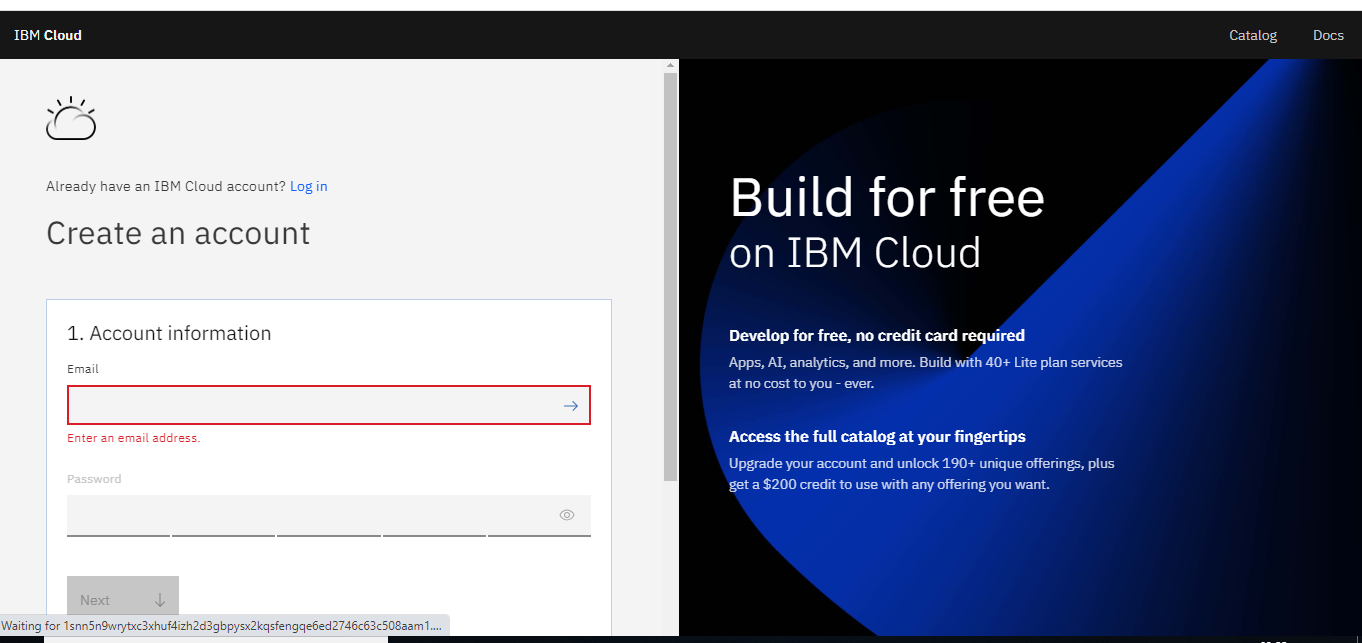 IBM Cloud
Catalog
Docs
Already have an IBM Cloud account? Log in
Create an account
1. Account information
Email
Enter an email address.
Password
Next
Build for free
on IBM Cloud
Develop for free, no credit card required
Apps, AI, analytics, and more. Build with 40+ Lite plan services
at no cost to you - ever.
Access the full catalog at your fingertips
Upgrade your account and unlock 190+ unique offerings, plus
get a $200 credit to use with any offering you want.
Waiting for 1snn5n9wrytxc3xhuf4izh2d3gbpysx2kqsfengqe6ed2746c63c508aam1....